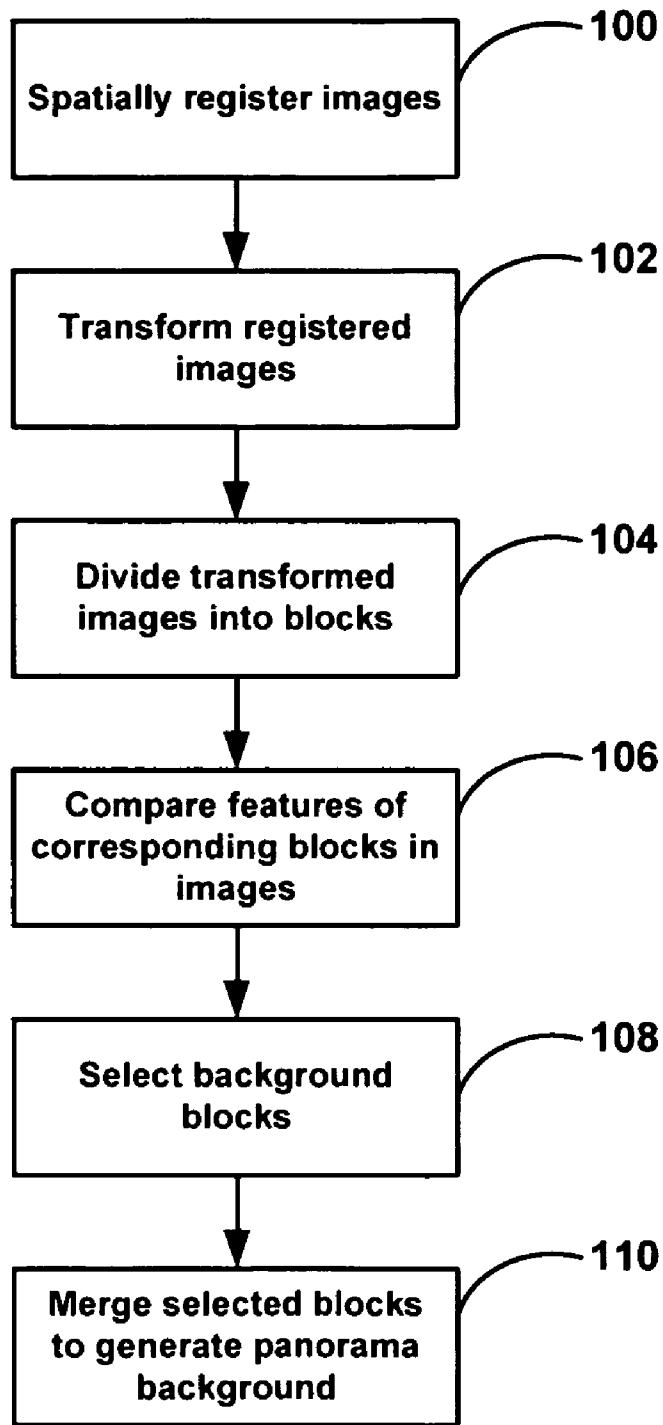 100
Spatially register images
102
Transform registered
images
104
Divide transformed
images into blocks
106
Compare features of
corresponding blocks in
images
108
Select background
blocks
110
Merge selected blocks
to generate panorama
background